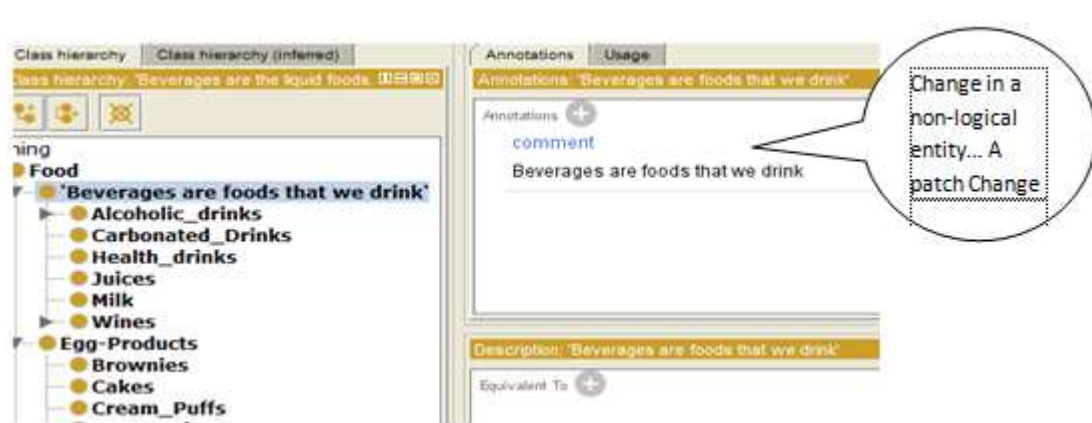 Class hierarchy Class hierarchy (inferred)
Class hierarchy: 'Beverages are the liquid foods.
ning
Food
'Beverages are foods that we drink'
Alcoholic_drinks
Carbonated_Drinks
Health_drinks
Juices
Milk
Wines
Egg-Products
Brownies
Cakes
Cream_Puffs
Annotations Usage
Annotations: 'Beverages are foods that we drink'
Annotations
comment
Beverages are foods that we drink
Description: 'Beverages are foods that we drink'
Equivalent To
Change in a
non-logical
entity... A
patch Change